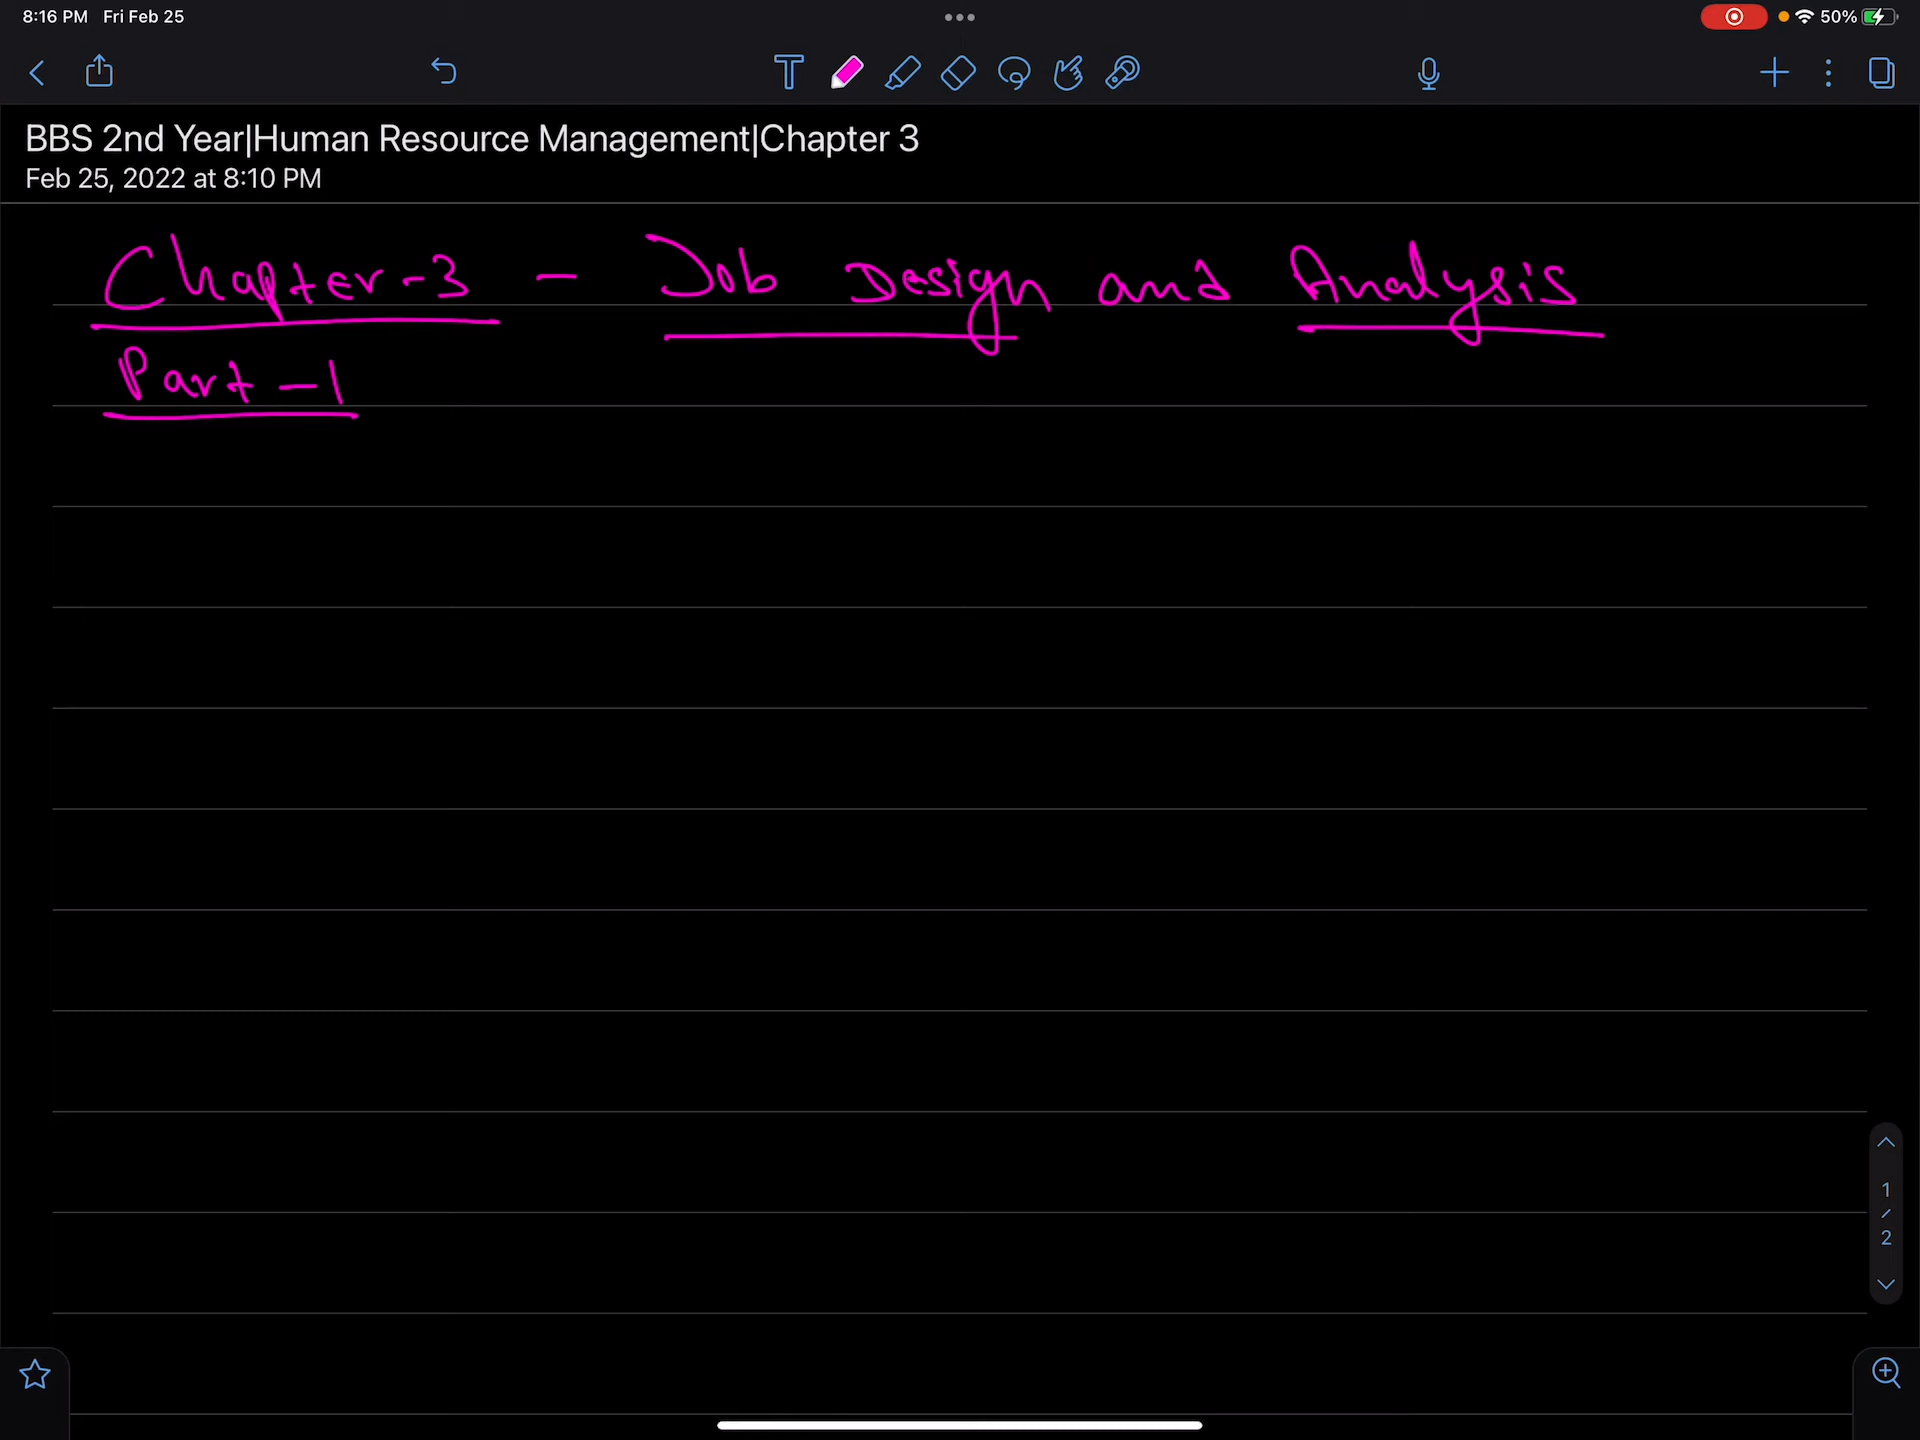 8:16 PM Fri Feb 25
50%
BBS 2nd Year|Human Resource Management|Chapter 3
Feb 25, 2022 at 8:10 PM
Chapter-3 - Job Design and Analysis
Part-1
1
/
2